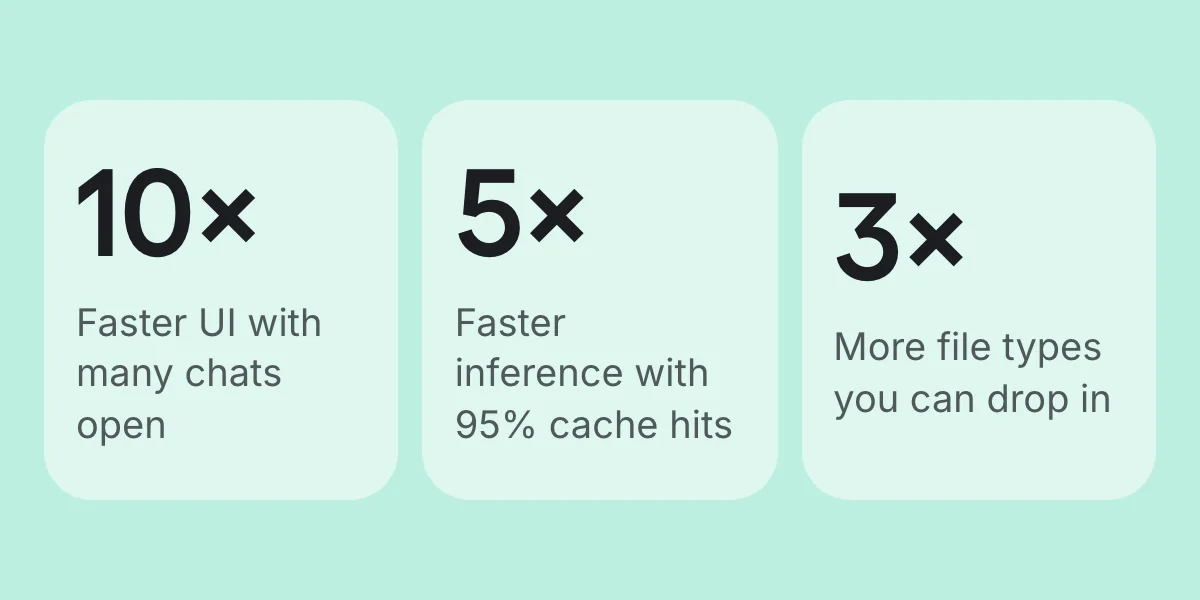 10×
Faster UI with
many chats
open
5×
Faster
inference with
95% cache hits
3×
More file types
you can drop in